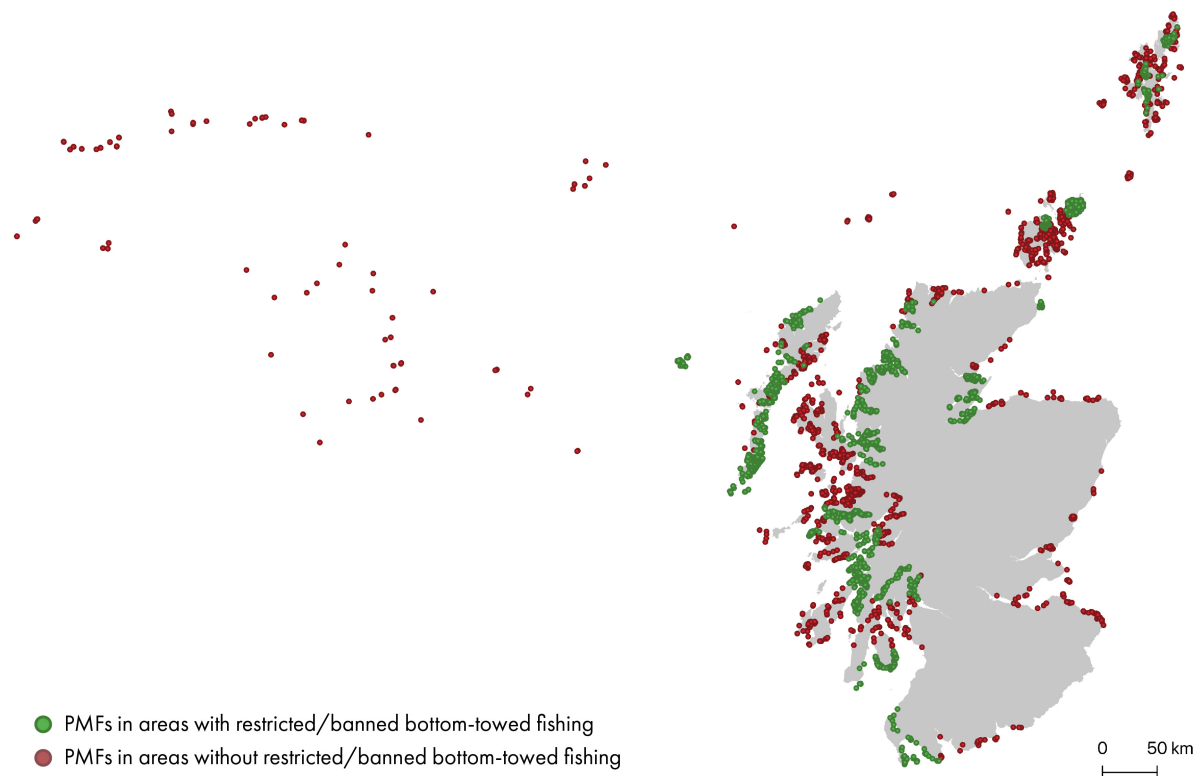 PMFs in areas with restricted/banned bottom-towed fishing
PMFs in areas without restricted/banned bottom-towed fishing
0 50 km